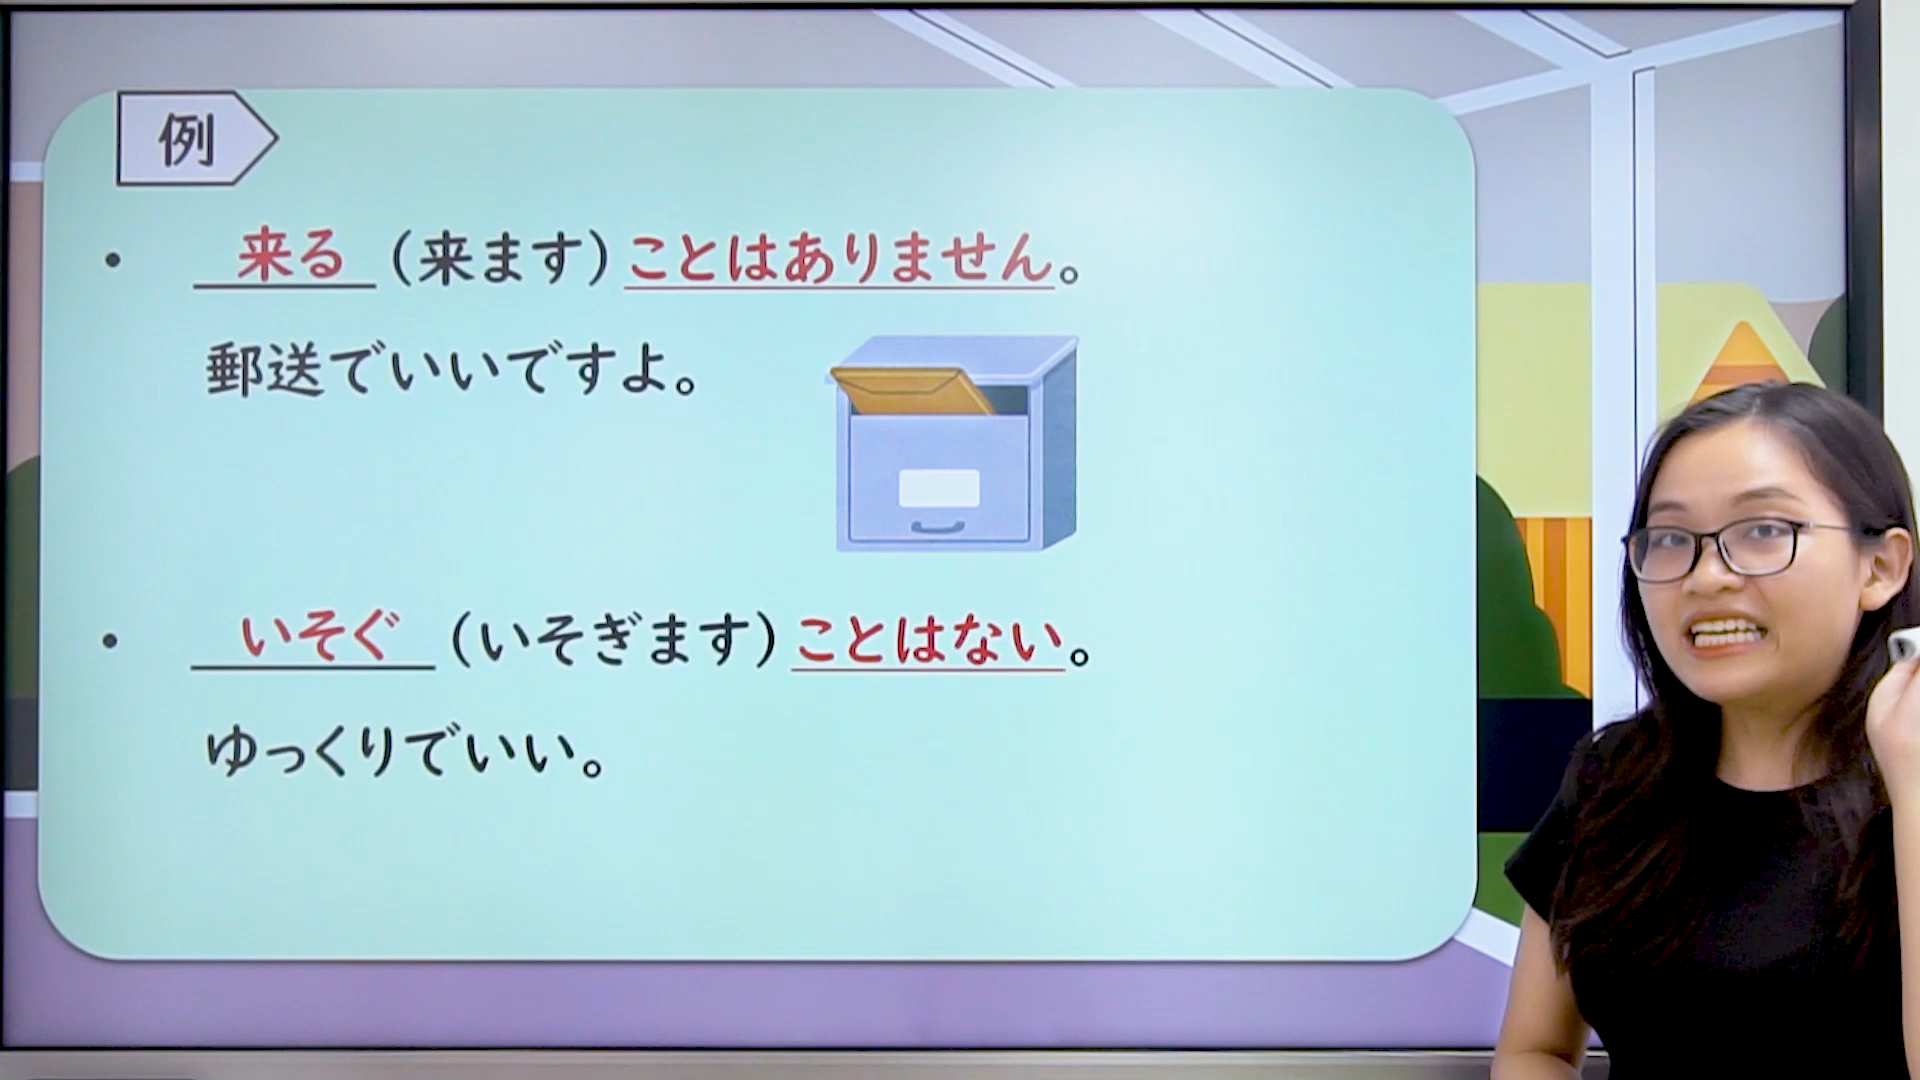 例
・ 来る（来ます）ことはありません。
郵送でいいですよ。
・ いそぐ（いそぎます）ことはない。
ゆっくりでいい。